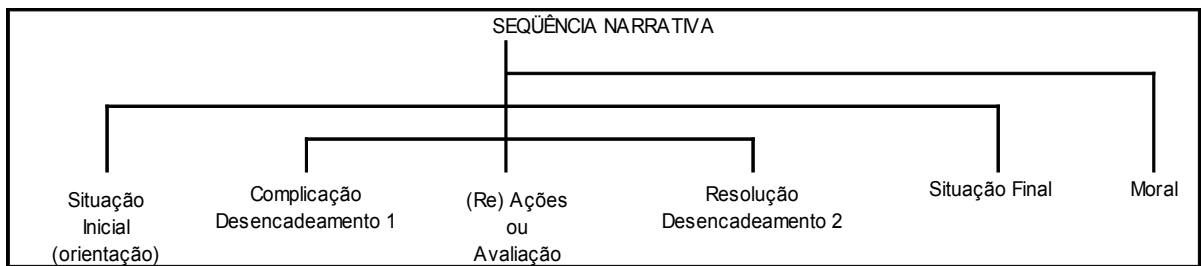 SEQÜÊNCIA NARRATIVA
Situação
Inicial
(orientação)
Complicação
Desencadeamento 1
(Re) Ações
ou
Avaliação
Resolução
Desencadeamento 2
Situação Final
Moral